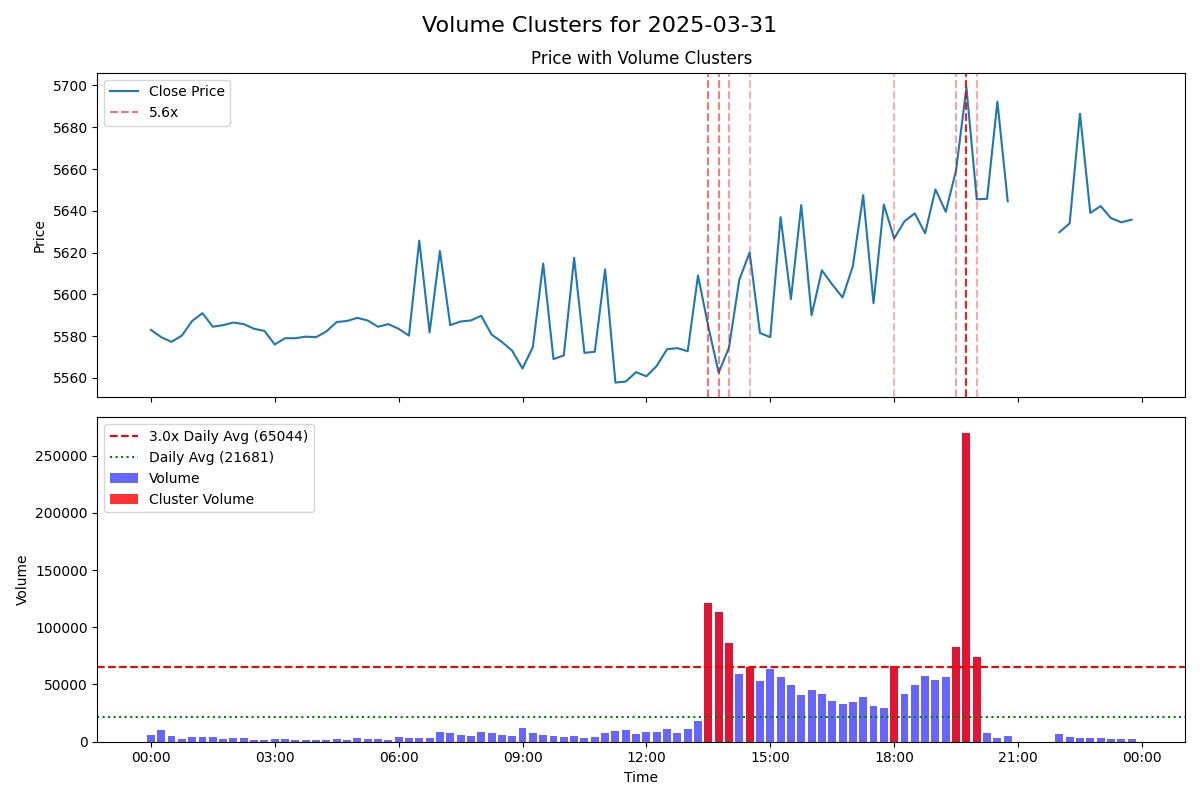 Volume Clusters for 2025-03-31
Price with Volume Clusters
Close Price
5.6x
5700
5680
5660
5640
5620
5600
5580
5560
Price
3.0x Daily Avg (65044)
Daily Avg (21681)
Volume
Cluster Volume
250000
200000
150000
100000
50000
0
Volume
00:00 03:00 06:00 09:00 12:00 15:00 18:00 21:00 00:00
Time